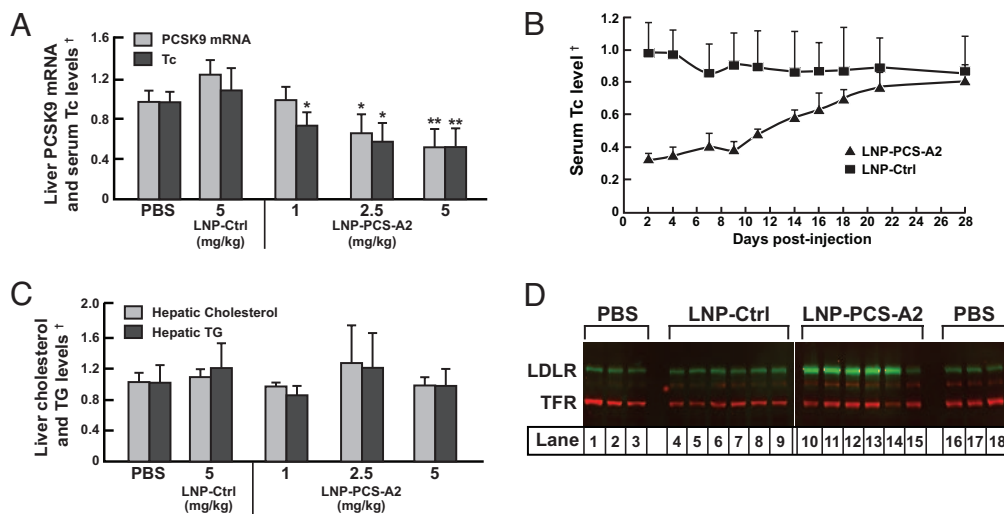 A
Liver PCSK9 mRNA
and serum Tc levels †
1.6
1.2
0.8
0.4
0
PCSK9 mRNA
Tc
*
*
*
**
**
PBS
5
1
2.5
5
LNP-Ctrl
(mg/kg)
LNP-PCS-A2
(mg/kg)
B
Serum Tc level †
1.2
1.0
0.8
0.6
0.4
0.2
0
LNP-PCS-A2
LNP-Ctrl
0 2 4 6 8 10 12 14 16 18 20 22 24 26 28
Days post-injection
C
Liver cholesterol
and TG levels †
2.0
1.6
1.2
0.8
0.4
0
Hepatic Cholesterol
Hepatic TG
PBS
5
1
2.5
5
LNP-Ctrl
(mg/kg)
LNP-PCS-A2
(mg/kg)
D
PBS LNP-Ctrl LNP-PCS-A2 PBS
LDLR
TFR
Lane 1 2 3 4 5 6 7 8 9 10 11 12 13 14 15 16 17 18